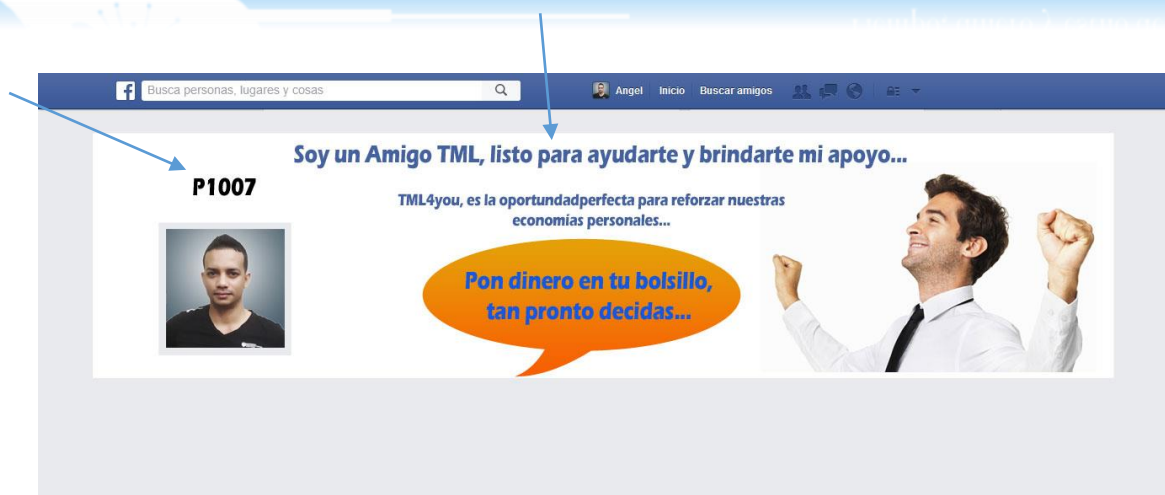 Busca personas, lugares y cosas
Angel Inicio Buscar amigos
Soy un Amigo TML, listo para ayudarte y brindarte mi apoyo...
P1007
TML4you, es la oportundadperfecta para reforzar nuestras
economías personales...
Pon dinero en tu bolsillo,
tan pronto decidas...